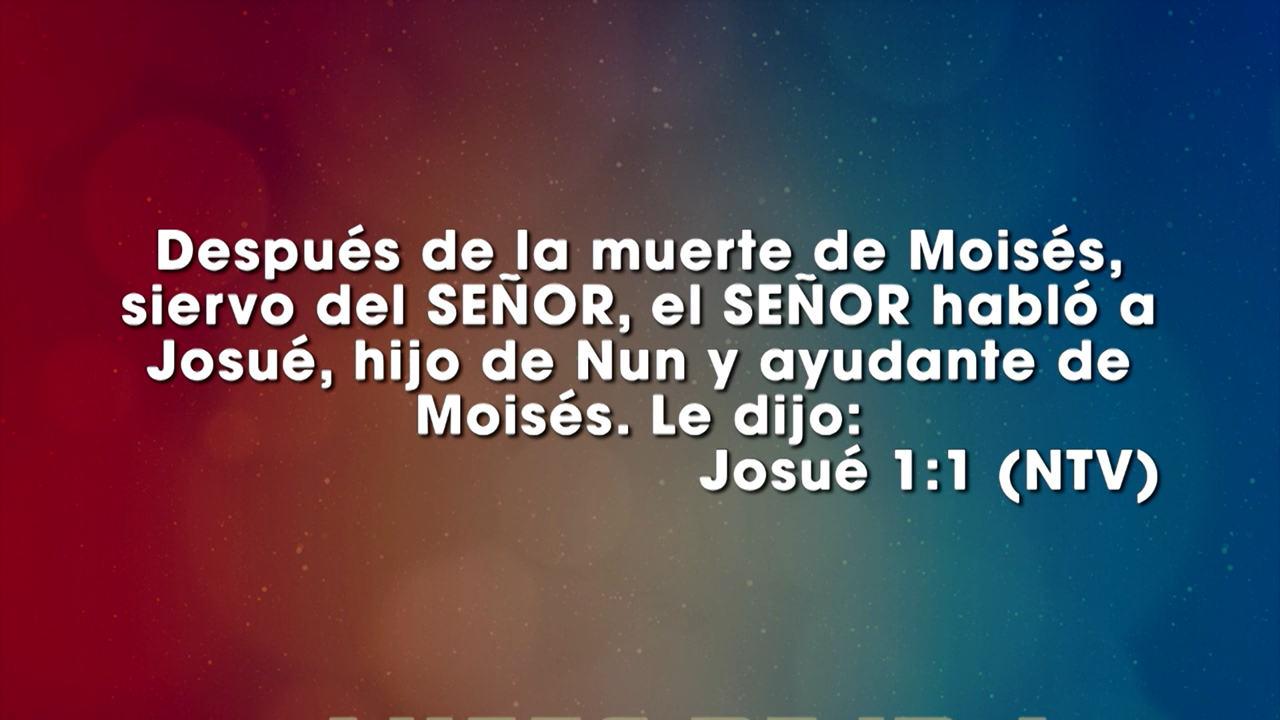 Después de la muerte de Moisés,
siervo del SEÑOR, el SEÑOR habló a
Josué, hijo de Nun y ayudante de
Moisés. Le dijo:
Josué 1:1 (NTV)